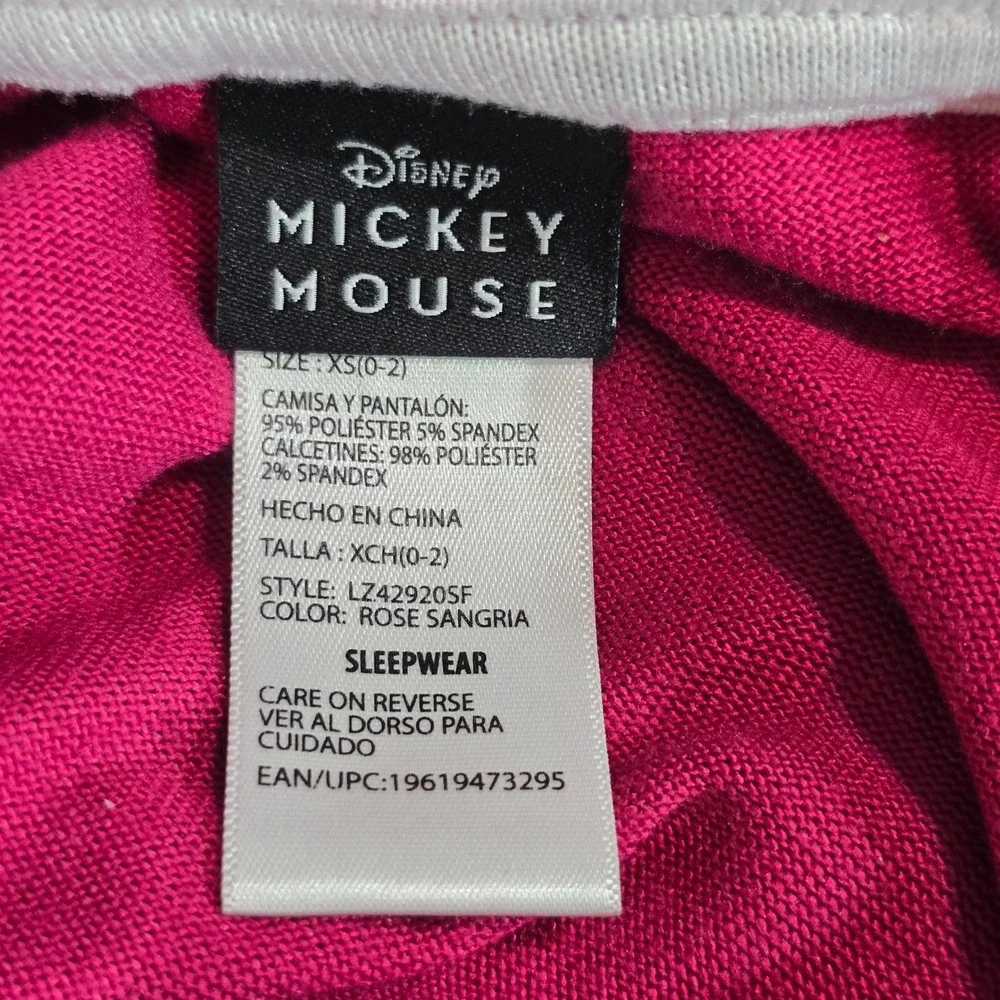 Disney
MICKEY
MOUSE
SIZE : XS(0-2)
CAMISA Y PANTALÓN:
95% POLIÉSTER 5% SPANDEX
CALCETINES: 98% POLIÉSTER
2% SPANDEX
HECHO EN CHINA
TALLA : XCH(0-2)
STYLE: LZ42920SF
COLOR: ROSE SANGRIA
SLEEPWEAR
CARE ON REVERSE
VER AL DORSO PARA
CUIDADO
EAN/UPC:19619473295